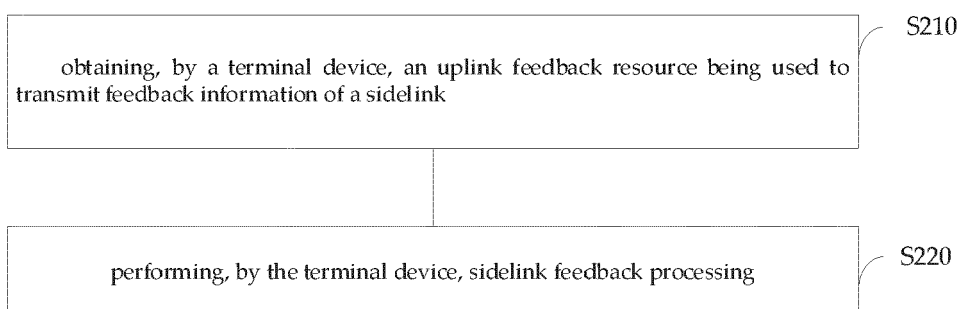 S210
obtaining, by a terminal device, an uplink feedback resource being used to
transmit feedback information of a sidelink
S220
performing, by the terminal device, sidelink feedback processing